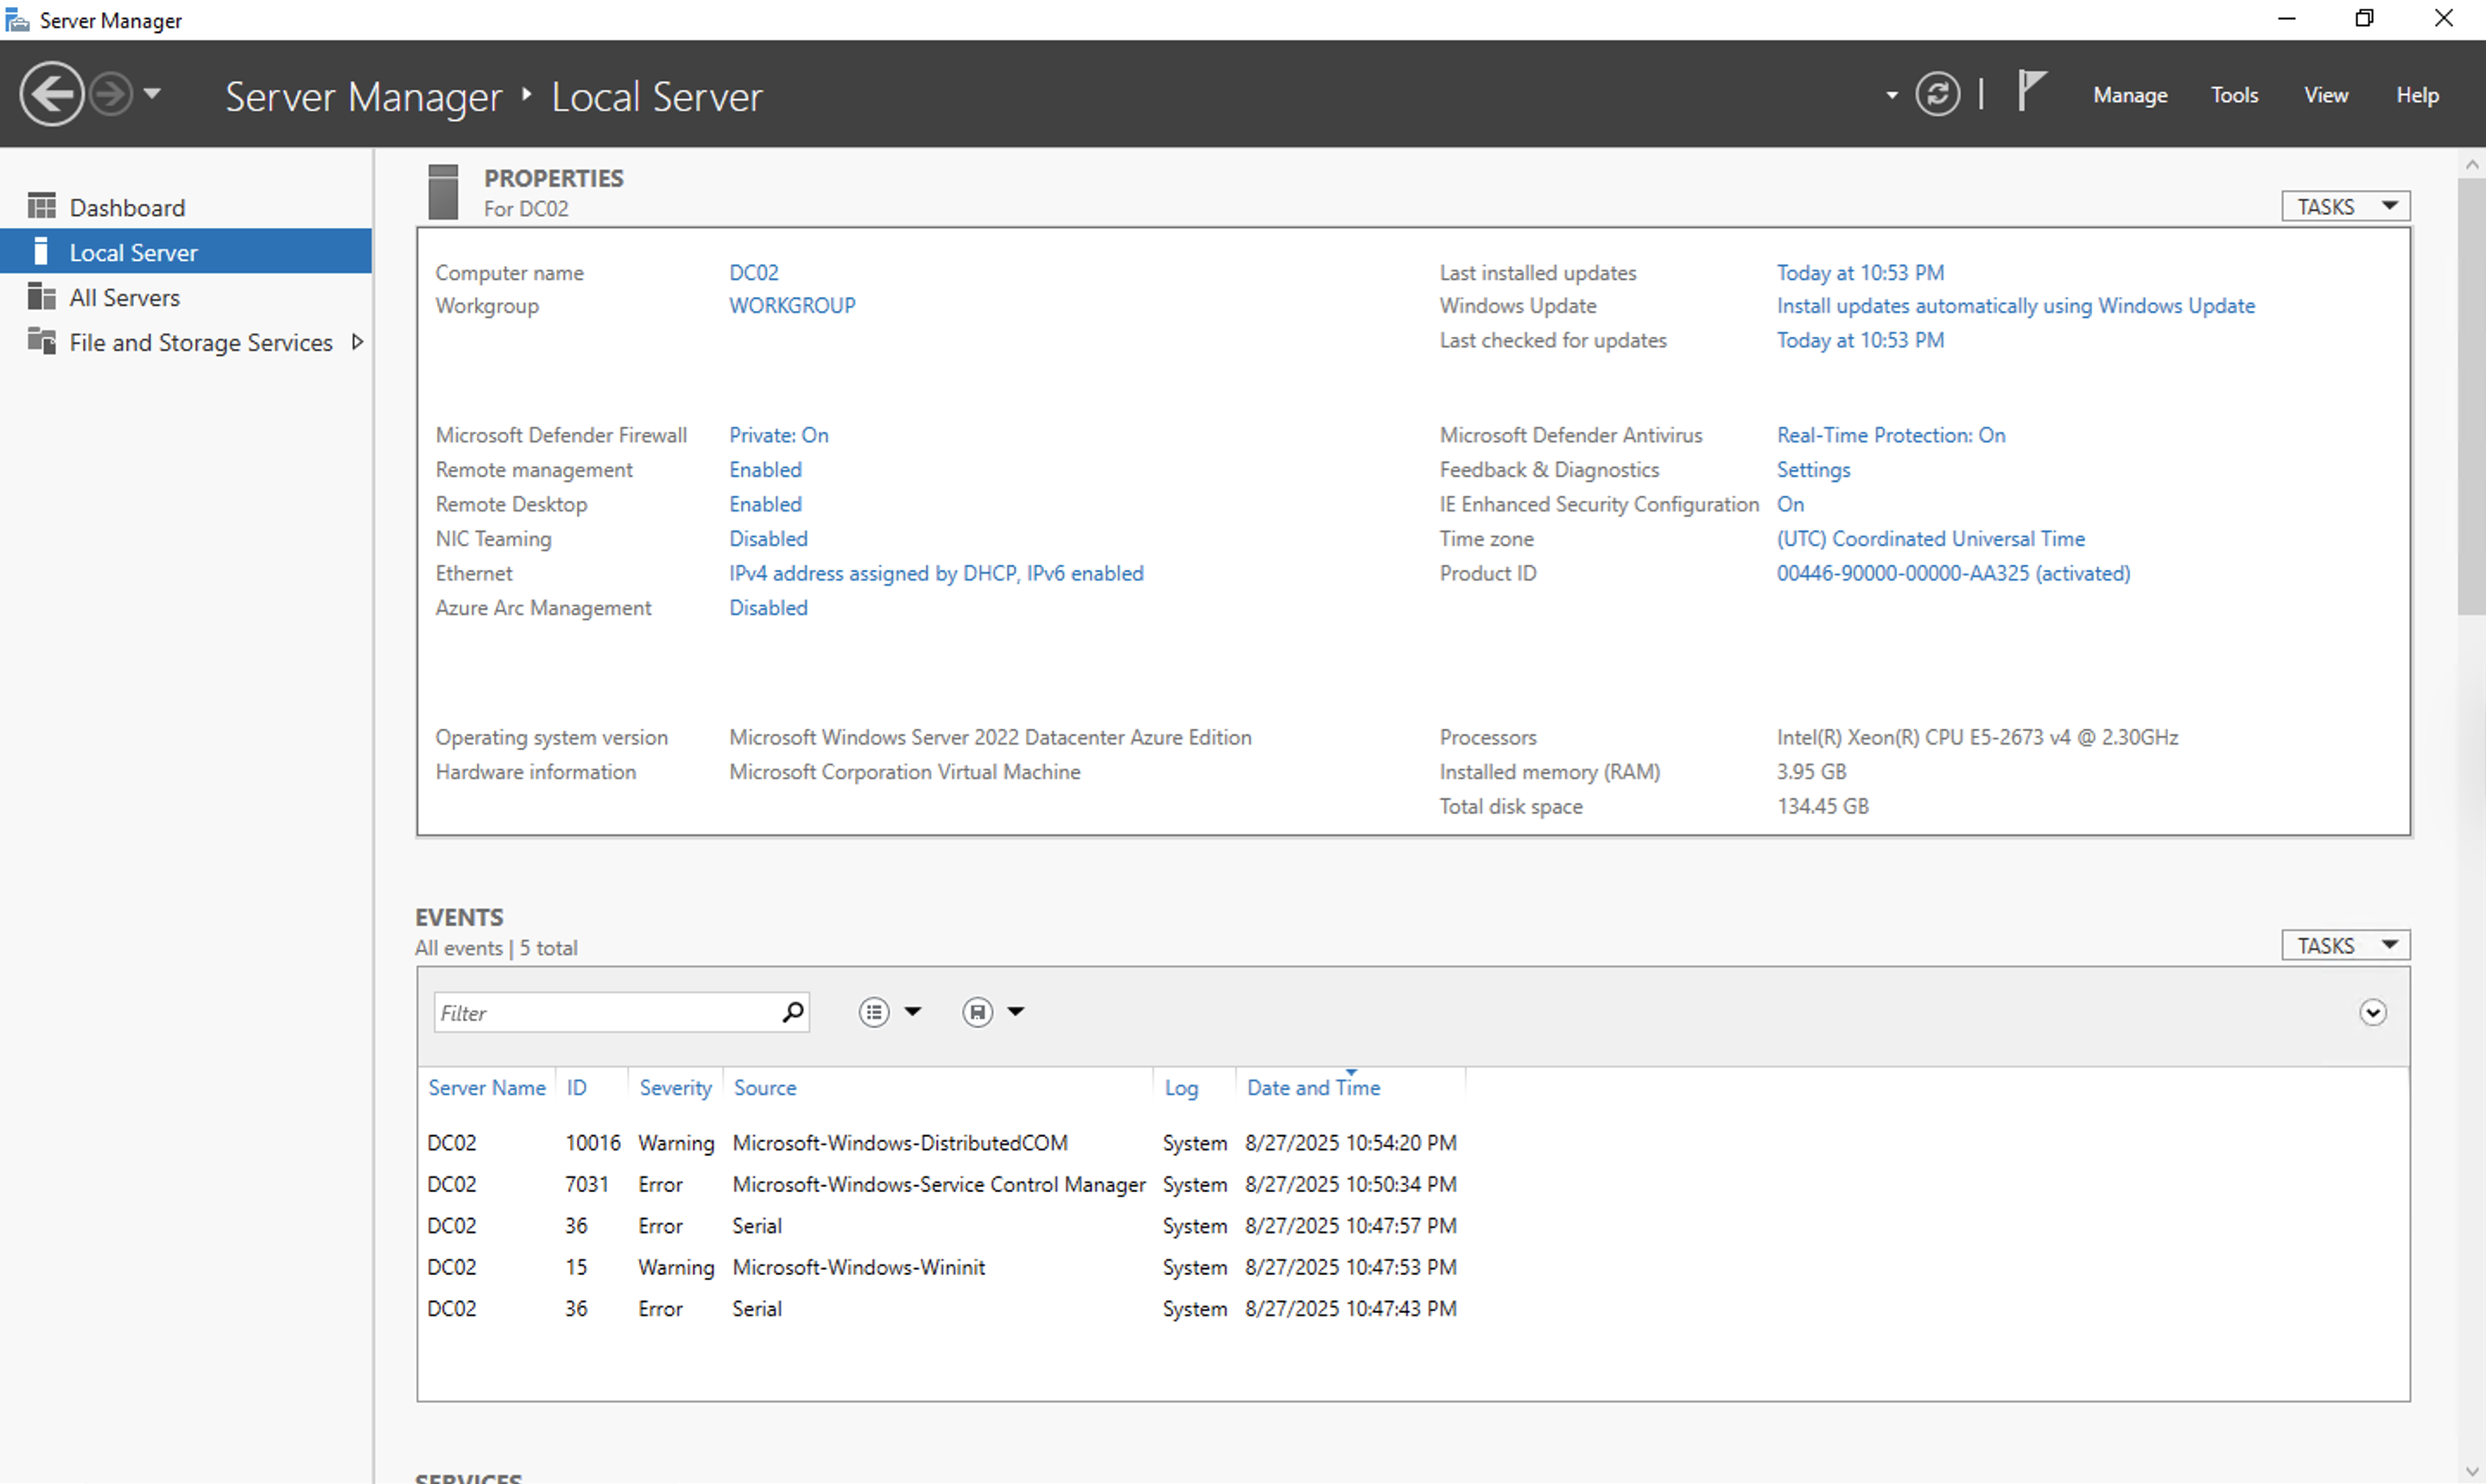 Server Manager
Server Manager ‣ Local Server
Manage Tools View Help
Dashboard
Local Server
All Servers
File and Storage Services
PROPERTIES
For DC02
TASKS
Computer name DC02
Workgroup WORKGROUP
Last installed updates Today at 10:53 PM
Windows Update Install updates automatically using Windows Update
Last checked for updates Today at 10:53 PM
Microsoft Defender Firewall Private: On
Remote management Enabled
Remote Desktop Enabled
NIC Teaming Disabled
Ethernet IPv4 address assigned by DHCP, IPv6 enabled
Azure Arc Management Disabled
Microsoft Defender Antivirus Real-Time Protection: On
Feedback & Diagnostics Settings
IE Enhanced Security Configuration On
Time zone (UTC) Coordinated Universal Time
Product ID 00446-90000-00000-AA325 (activated)
Operating system version Microsoft Windows Server 2022 Datacenter Azure Edition
Hardware information Microsoft Corporation Virtual Machine
Processors Intel(R) Xeon(R) CPU E5-2673 v4 @ 2.30GHz
Installed memory (RAM) 3.95 GB
Total disk space 134.45 GB
EVENTS
All events | 5 total
TASKS
Filter
Server Name ID Severity Source Log Date and Time
DC02 10016 Warning Microsoft-Windows-DistributedCOM System 8/27/2025 10:54:20 PM
DC02 7031 Error Microsoft-Windows-Service Control Manager System 8/27/2025 10:50:34 PM
DC02 36 Error Serial System 8/27/2025 10:47:57 PM
DC02 15 Warning Microsoft-Windows-Wininit System 8/27/2025 10:47:53 PM
DC02 36 Error Serial System 8/27/2025 10:47:43 PM
SERVICES